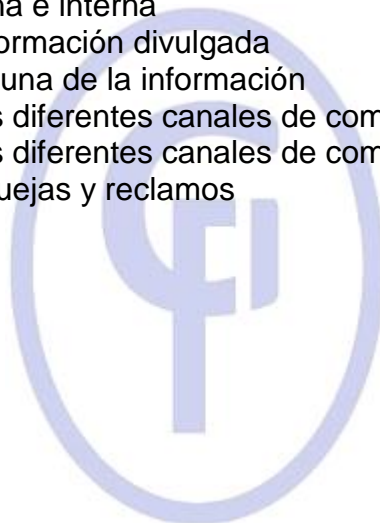 na e interna
ormación divulgada
una de la información
s diferentes canales de com
s diferentes canales de com
uejas y reclamos